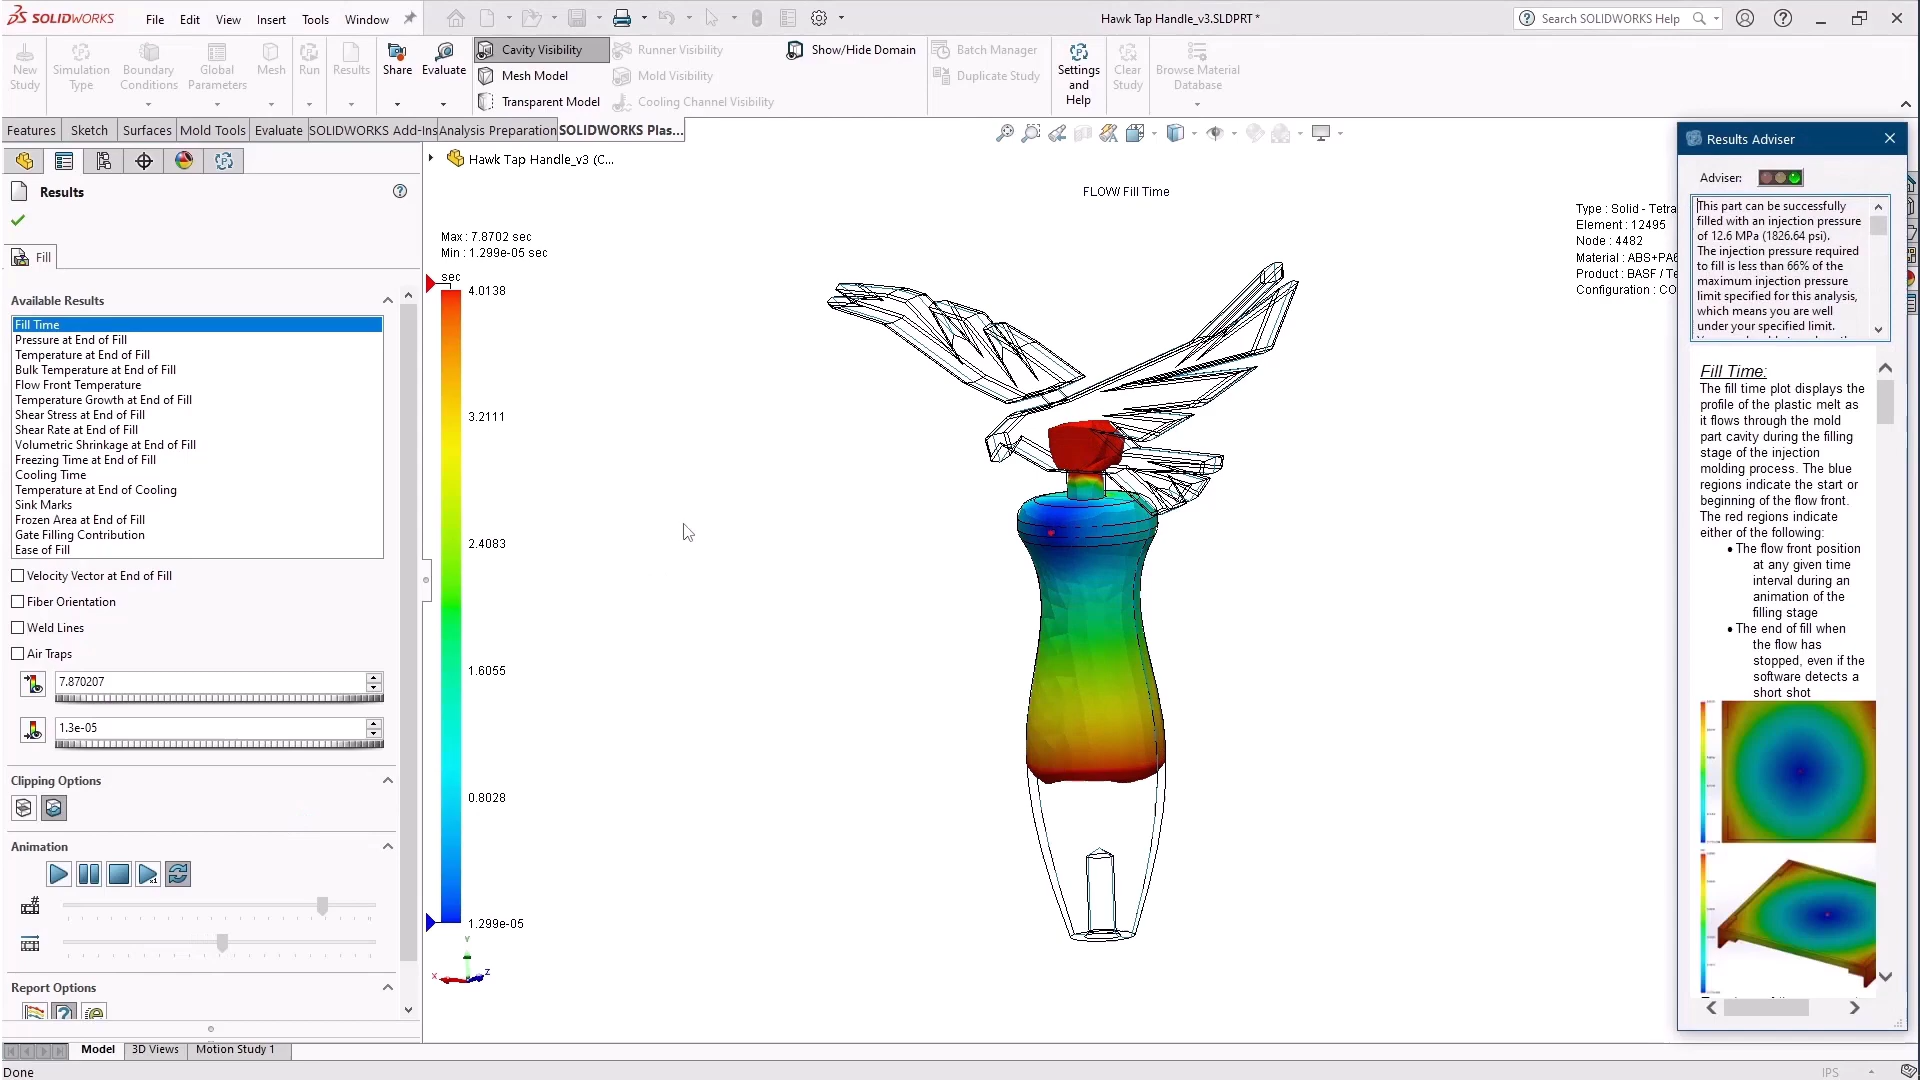 SOLIDWORKS
File Edit View Insert Tools Window
Hawk Tap Handle_v3.SLDPRT *
Search SOLIDWORKS Help
New Study
Simulation Type
Boundary Conditions
Global Parameters
Mesh
Run
Results
Share
Evaluate
Cavity Visibility
Mesh Model
Transparent Model
Runner Visibility
Mold Visibility
Cooling Channel Visibility
Show/Hide Domain
Batch Manager
Duplicate Study
Settings and Help
Clear Study
Browse Material Database
Features Sketch Surfaces Mold Tools Evaluate SOLIDWORKS Add-Ins Analysis Preparation SOLIDWORKS Plas...
Results
Fill
Available Results
Fill Time
Pressure at End of Fill
Temperature at End of Fill
Bulk Temperature at End of Fill
Flow Front Temperature
Temperature Growth at End of Fill
Shear Stress at End of Fill
Shear Rate at End of Fill
Volumetric Shrinkage at End of Fill
Freezing Time at End of Fill
Cooling Time
Temperature at End of Cooling
Sink Marks
Frozen Area at End of Fill
Gate Filling Contribution
Ease of Fill
Velocity Vector at End of Fill
Fiber Orientation
Weld Lines
Air Traps
7.870207
1.3e-05
Clipping Options
Animation
Report Options
Hawk Tap Handle_v3 (C...
FLOW/ Fill Time
Max : 7.8702 sec
Min : 1.299e-05 sec
sec
4.0138
3.2111
2.4083
1.6055
0.8028
1.299e-05
Y
X
Z
Type : Solid - Tetra
Element : 12495
Node : 4482
Material : ABS+PA6
Product : BASF / Te
Configuration : CO
Results Adviser
Adviser:
This part can be successfully
filled with an injection pressure
of 12.6 MPa (1826.64 psi).
The injection pressure required
to fill is less than 66% of the
maximum injection pressure
limit specified for this analysis,
which means you are well
under your specified limit.
Fill Time:
The fill time plot displays the
profile of the plastic melt as
it flows through the mold
part cavity during the filling
stage of the injection
molding process. The blue
regions indicate the start or
beginning of the flow front.
The red regions indicate
either of the following:
• The flow front position
at any given time
interval during an
animation of the
filling stage
• The end of fill when
the flow has
stopped, even if the
software detects a
short shot
Model 3D Views Motion Study 1
Done
IPS